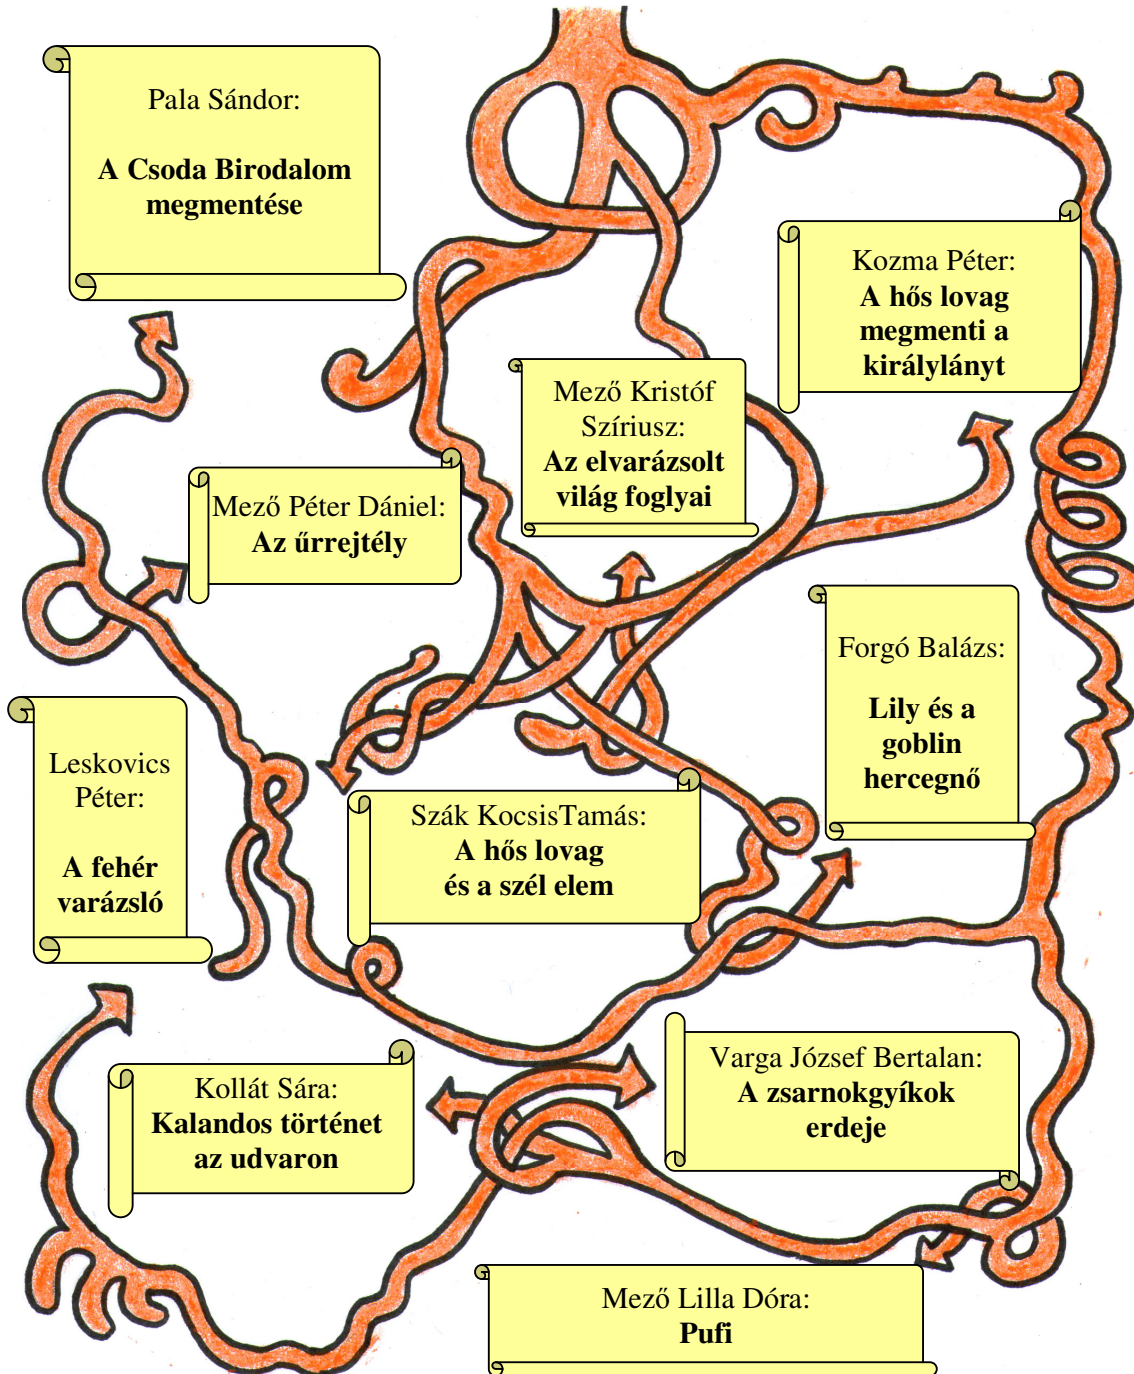 Pala Sándor:
A Csoda Birodalom
megmentése
Kozma Péter:
A hős lovag
megmenti a
királylányt
Mező Kristóf
Szíriusz:
Az elvarázsolt
világ foglyai
Mező Péter Dániel:
Az űrrejtély
Forgó Balázs:
Lily és a
goblin
hercegnő
Leskovics
Péter:
A fehér
varázsló
Szák KocsisTamás:
A hős lovag
és a szél elem
Varga József Bertalan:
A zsarnokgyíkok
erdeje
Kollát Sára:
Kalandos történet
az udvaron
Mező Lilla Dóra:
Pufi